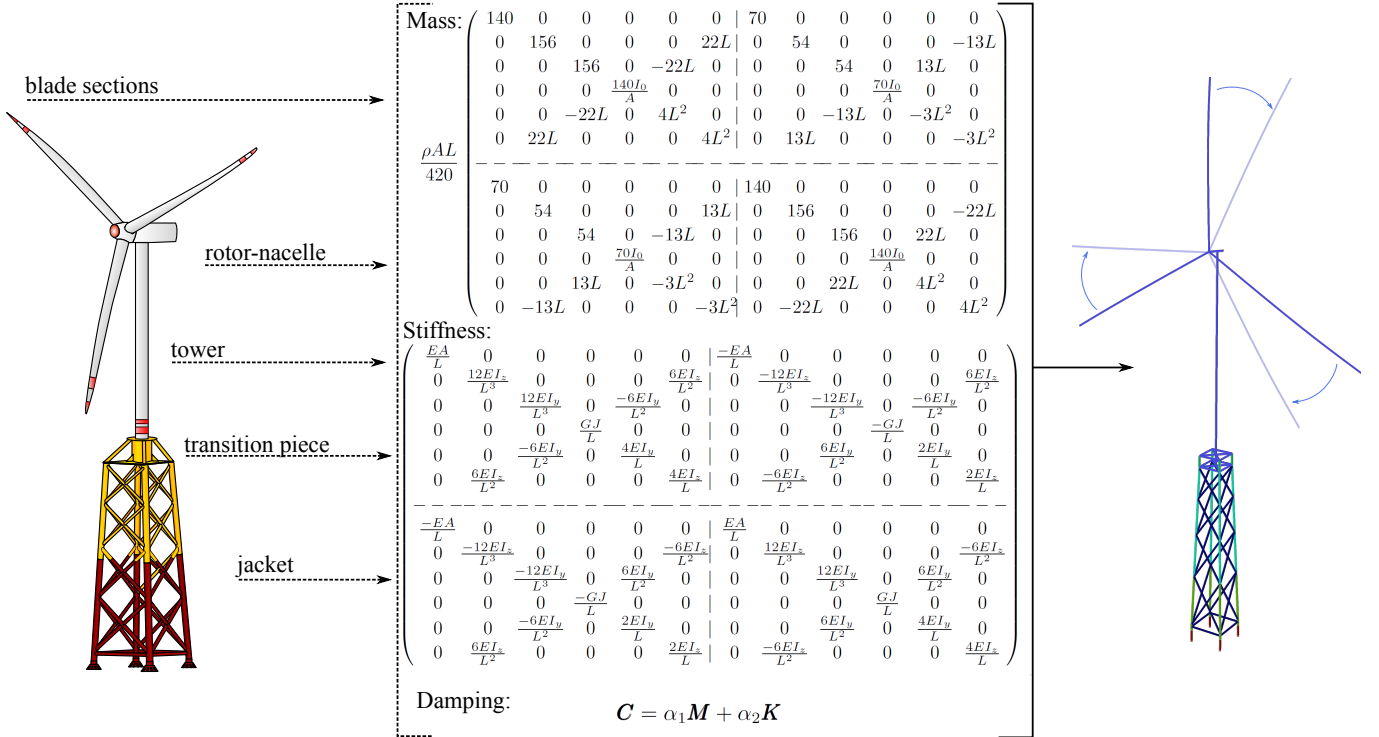 blade sections
rotor-nacelle
tower
transition piece
jacket
Mass:
ρAL/420
140 0 0 0 0 0 | 70 0 0 0 0 0
0 156 0 0 0 22L | 0 54 0 0 0 −13L
0 0 156 0 −22L 0 | 0 0 54 0 13L 0
0 0 0 140I₀/A 0 0 | 0 0 0 70I₀/A 0 0
0 0 −22L 0 4L² 0 | 0 0 −13L 0 −3L² 0
0 22L 0 0 0 4L² | 0 13L 0 0 0 −3L²
70 0 0 0 0 0 | 140 0 0 0 0 0
0 54 0 0 0 13L | 0 156 0 0 0 −22L
0 0 54 0 −13L 0 | 0 0 156 0 22L 0
0 0 0 70I₀/A 0 0 | 0 0 0 140I₀/A 0 0
0 0 13L 0 −3L² 0 | 0 0 22L 0 4L² 0
0 −13L 0 0 0 −3L² | 0 −22L 0 0 0 4L²
Stiffness:
EA/L 0 0 0 0 0 | −EA/L 0 0 0 0 0
0 12EI_z/L³ 0 0 0 6EI_z/L² | 0 −12EI_z/L³ 0 0 0 6EI_z/L²
0 0 12EI_y/L³ 0 −6EI_y/L² 0 | 0 0 −12EI_y/L³ 0 −6EI_y/L² 0
0 0 0 GJ/L 0 0 | 0 0 0 −GJ/L 0 0
0 0 −6EI_y/L² 0 4EI_y/L 0 | 0 0 6EI_y/L² 0 2EI_y/L 0
0 6EI_z/L² 0 0 0 4EI_z/L | 0 −6EI_z/L² 0 0 0 2EI_z/L
−EA/L 0 0 0 0 0 | EA/L 0 0 0 0 0
0 −12EI_z/L³ 0 0 0 −6EI_z/L² | 0 12EI_z/L³ 0 0 0 −6EI_z/L²
0 0 −12EI_y/L³ 0 6EI_y/L² 0 | 0 0 12EI_y/L³ 0 6EI_y/L² 0
0 0 0 −GJ/L 0 0 | 0 0 0 GJ/L 0 0
0 0 −6EI_y/L² 0 2EI_y/L 0 | 0 0 6EI_y/L² 0 4EI_y/L 0
0 6EI_z/L² 0 0 0 2EI_z/L | 0 −6EI_z/L² 0 0 0 4EI_z/L
Damping:
C = α₁M + α₂K